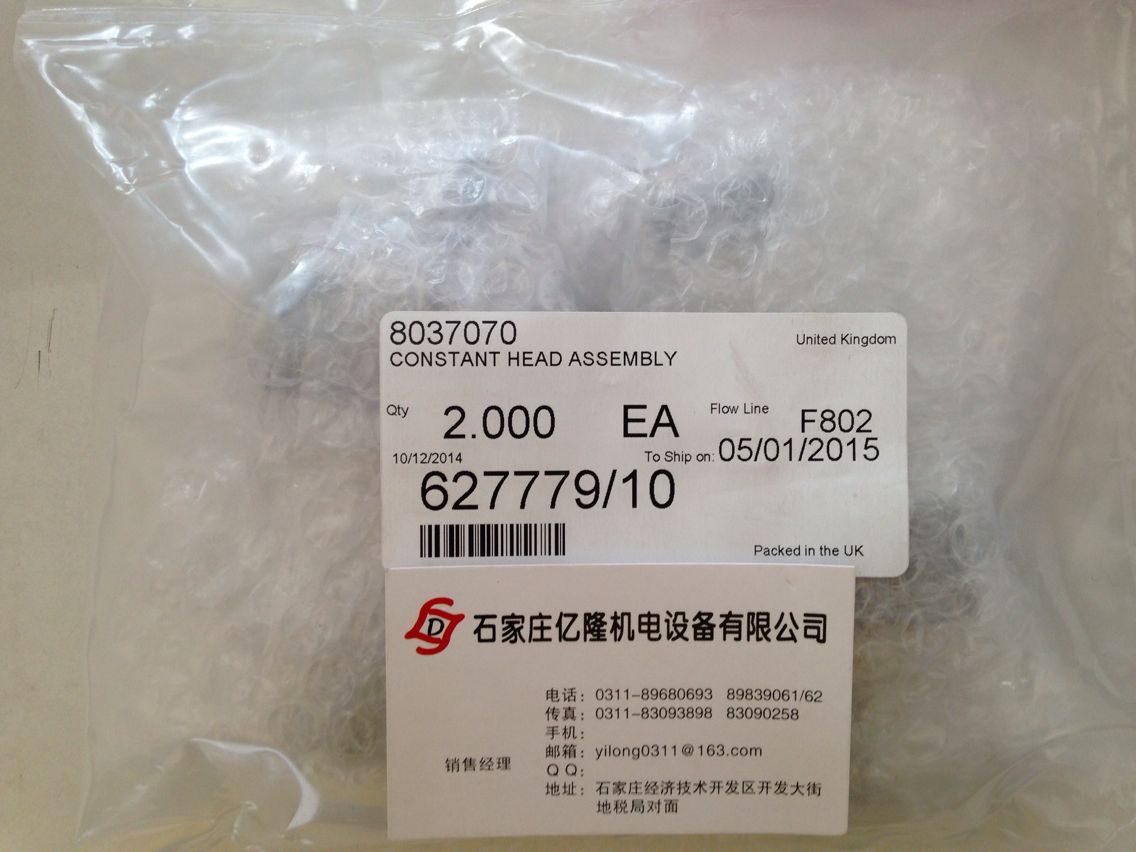 8037070
United Kingdom
CONSTANT HEAD ASSEMBLY
Qty 2.000 EA Flow Line F802
10/12/2014 To Ship on: 05/01/2015
627779/10
Packed in the UK
D 石家庄亿隆机电设备有限公司
电话：0311-89680693 89839061/62
传真：0311-83093898 83090258
手机：
邮箱：yilong0311@163.com
销售经理
QQ：
地址：石家庄经济技术开发区开发大街
地税局对面